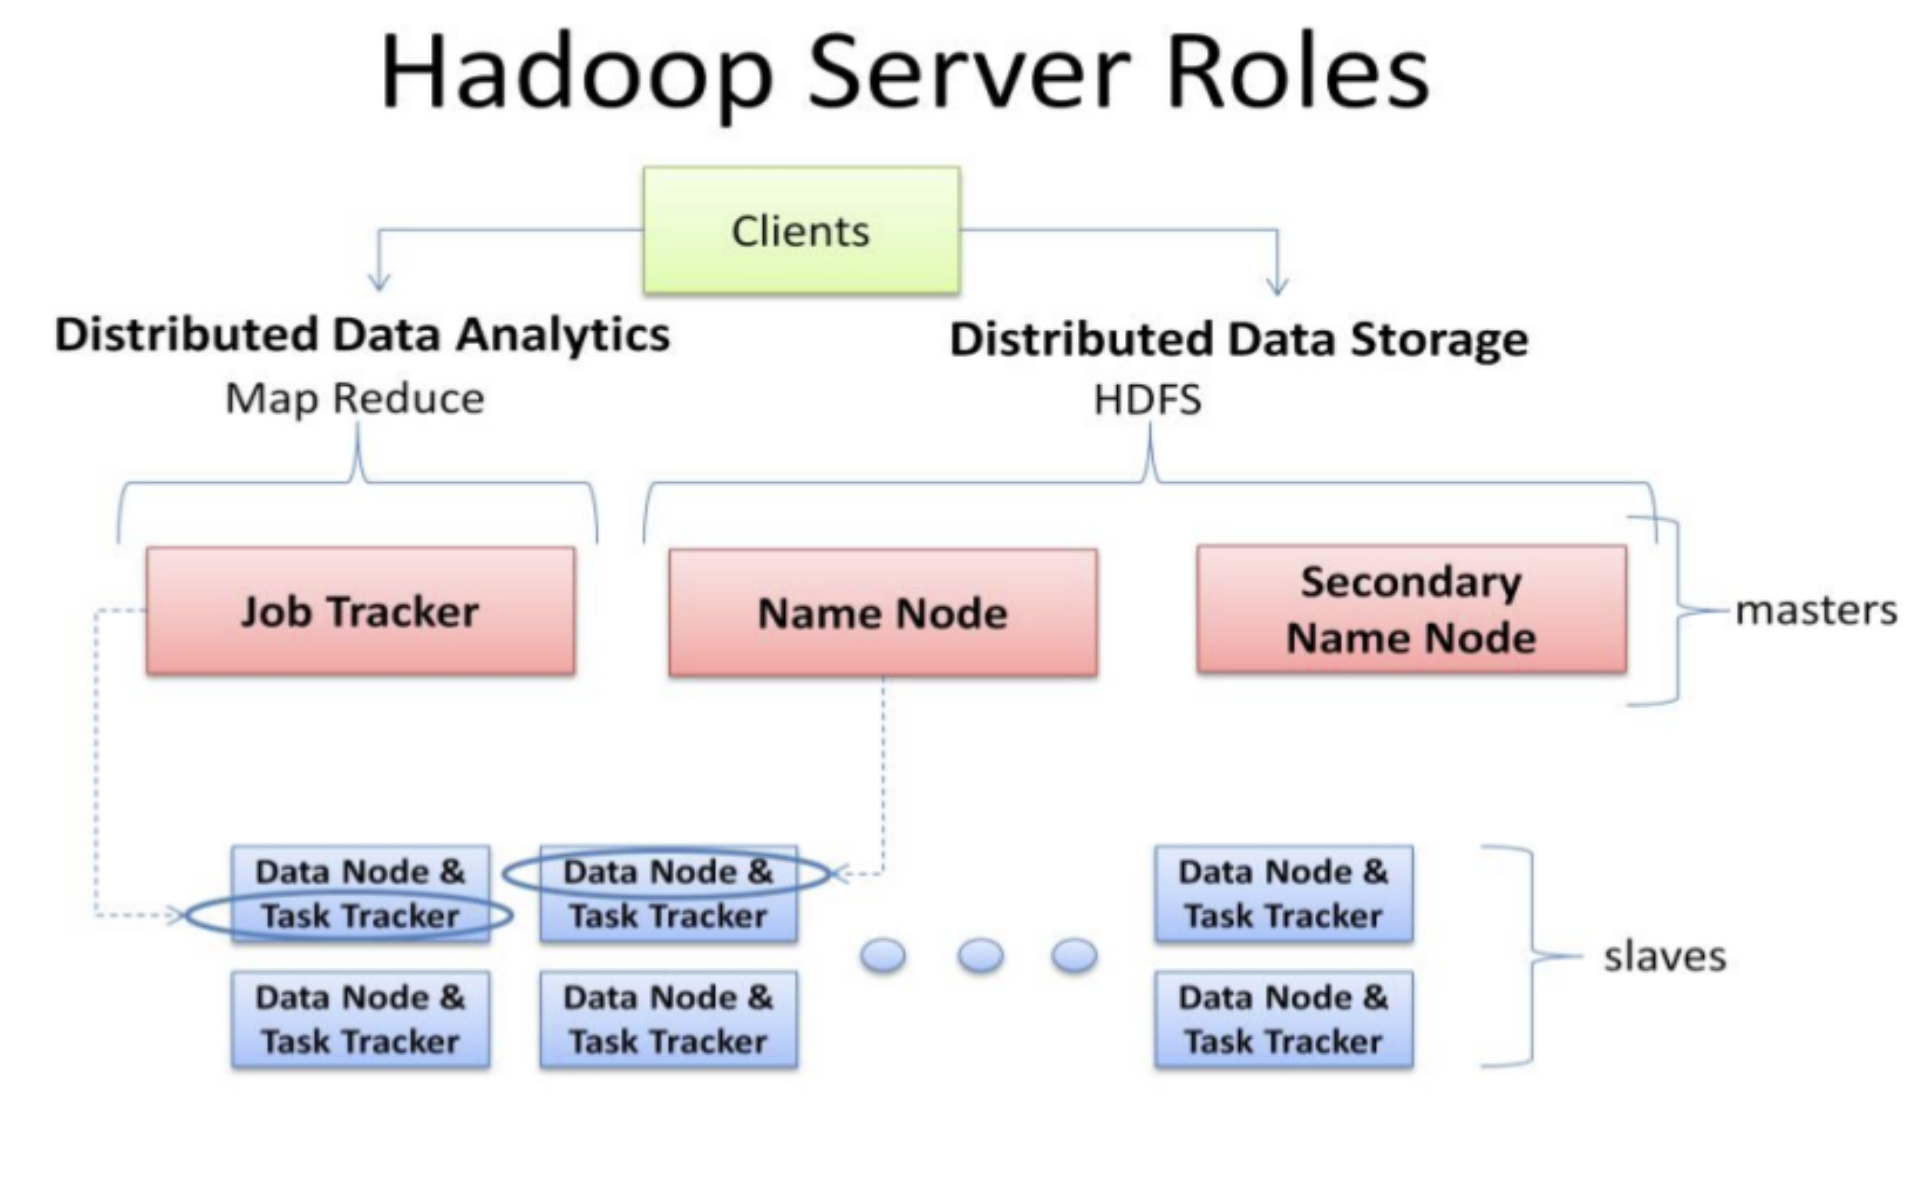 Hadoop Server Roles
Clients
Distributed Data Analytics
Map Reduce
Distributed Data Storage
HDFS
Job Tracker
Name Node
Secondary
Name Node
masters
Data Node &
Task Tracker
Data Node &
Task Tracker
Data Node &
Task Tracker
slaves
Data Node &
Task Tracker
Data Node &
Task Tracker
Data Node &
Task Tracker